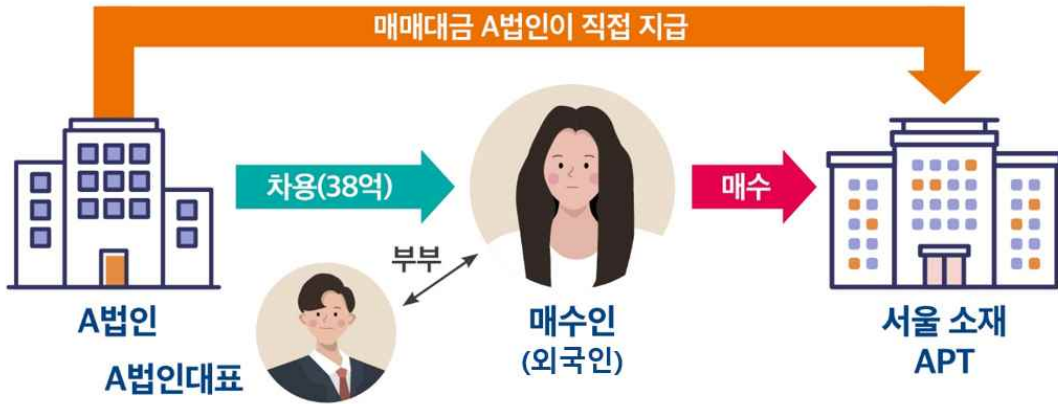 매매대금 A법인이 직접 지급
차용(38억)
매수
부부
A법인
A법인대표
매수인
(외국인)
서울 소재
APT